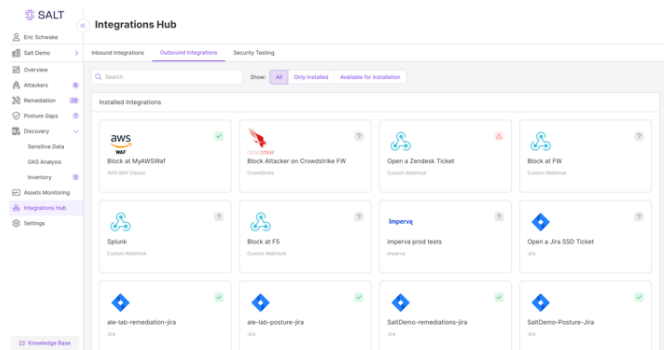 SALT
Integrations Hub
Eric Schwake
Salt Demo
Overview
Attackers 6
Remediation 28
Posture Gaps 7
Discovery
Sensitive Data
OAS Analysis
Inventory 5
Assets Monitoring
Integrations Hub
Settings
Knowledge Base
Inbound Integrations Outbound Integrations Security Testing
Search Show: All Only Installed Available for Installation
Installed Integrations
aws
WAF
Block at MyAWSWaf
AWS WAF Classic
Block Attacker on Crowdstrike FW
CrowdStrike
Open a Zendesk Ticket
Custom Webhook
Block at FW
Custom Webhook
Splunk
Custom Webhook
Block at F5
Custom Webhook
imperva
imperva prod tests
Imperva
Open a Jira SSD Ticket
Jira
ale-lab-remediation-jira
Jira
ale-lab-posture-jira
Jira
SaltDemo-remediations-jira
Jira
SaltDemo-Posture-Jira
Jira